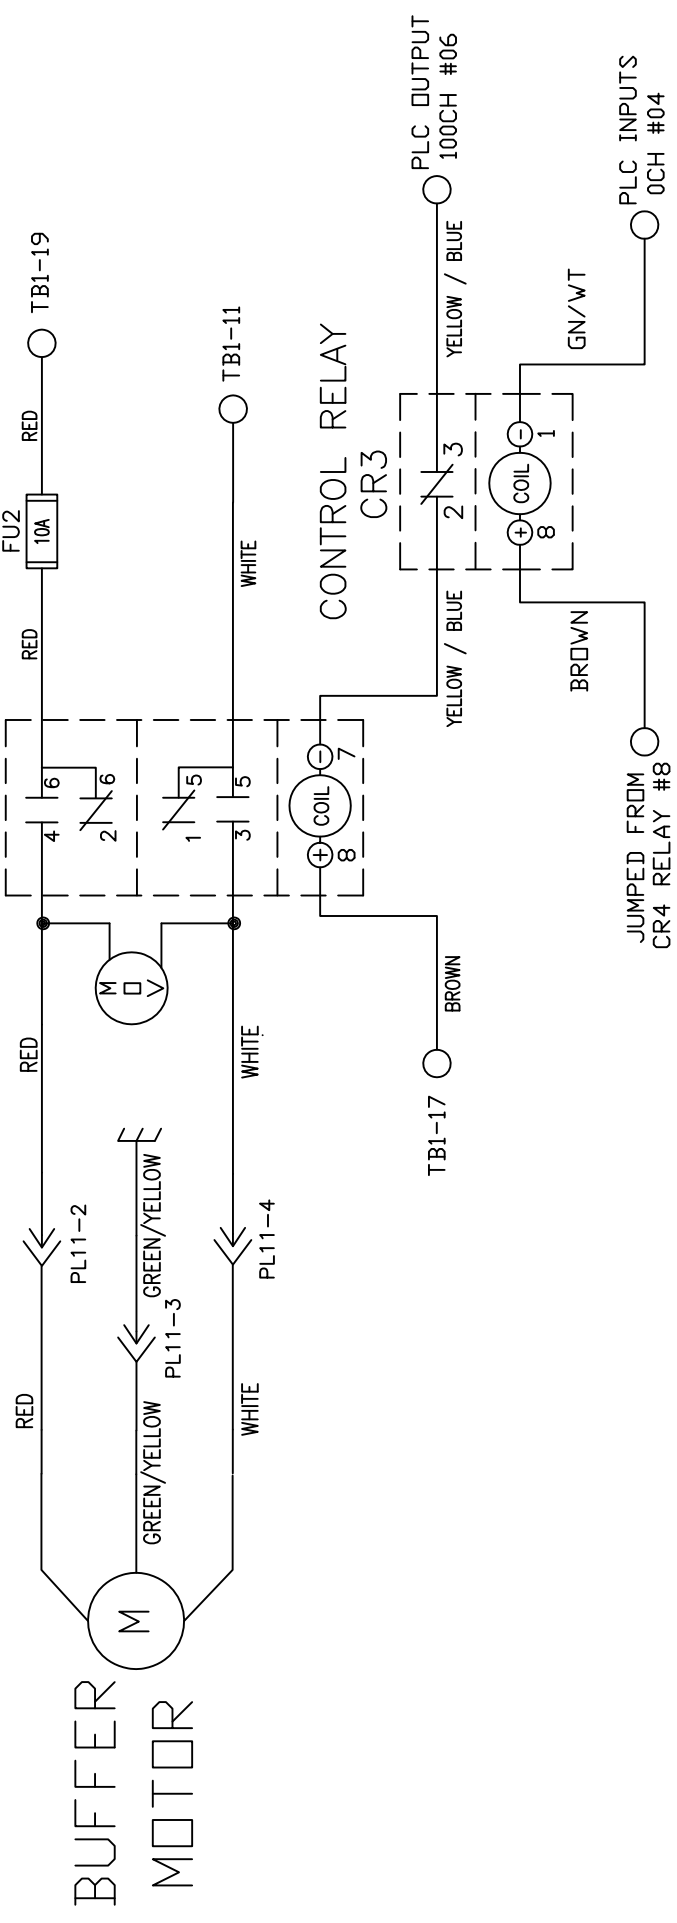 BUFFER
MOTOR
M
RED
PL11-2
RED
GREEN/YELLOW
PL11-3
GREEN/YELLOW
WHITE
PL11-4
WHITE
MOV
4
6
2
6
1
5
3
5
RED
FU2
10A
RED
TB1-19
WHITE
TB1-11
+
COIL
-
8
7
BROWN
TB1-17
CONTROL RELAY
CR3
YELLOW / BLUE
2
3
YELLOW / BLUE
PLC OUTPUT
100CH #06
+
COIL
-
8
1
BROWN
JUMPED FROM
CR4 RELAY #8
GN/WT
PLC INPUTS
0CH #04